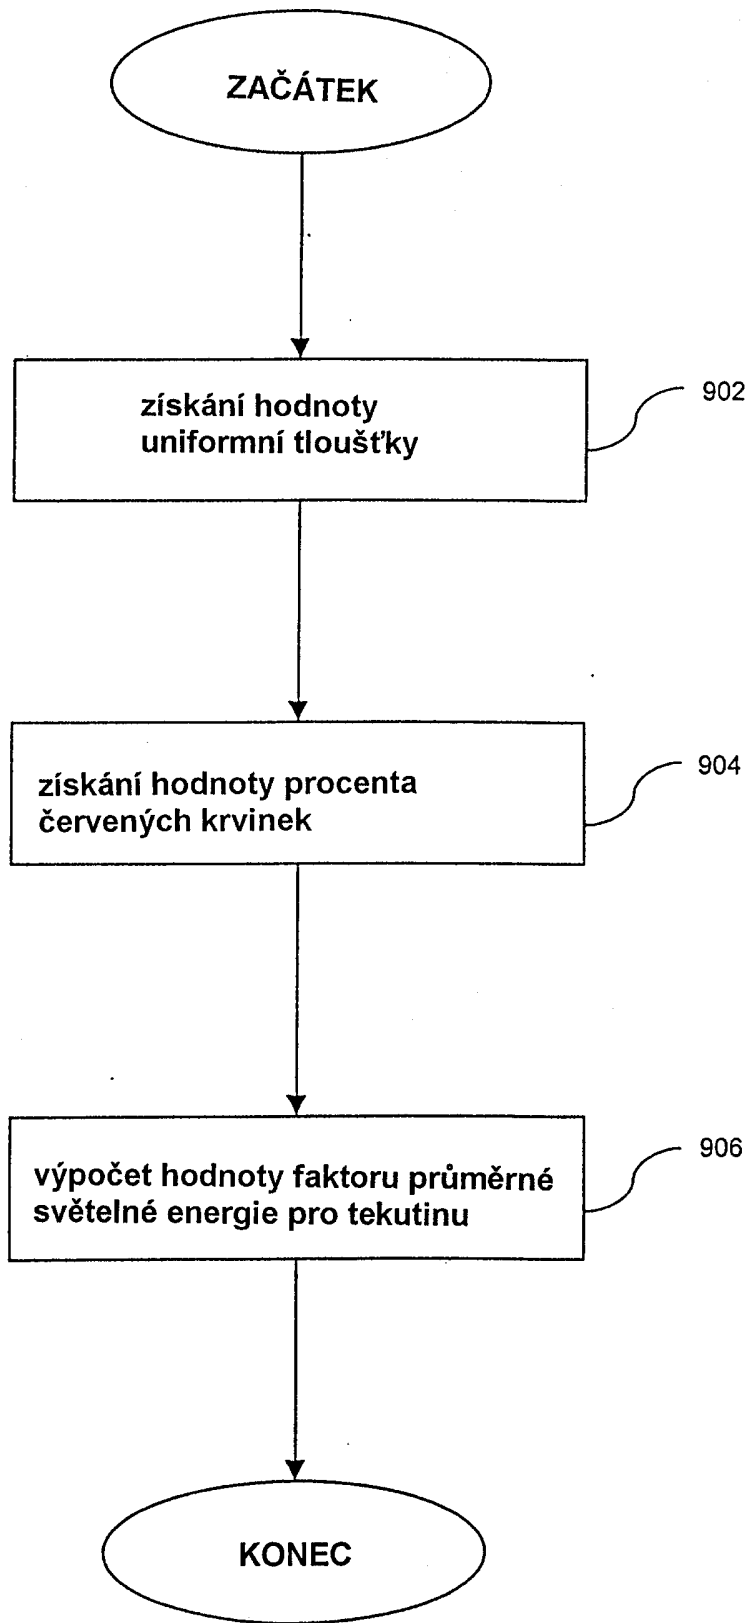 ZAČÁTEK
získání hodnoty
uniformní tloušťky
902
získání hodnoty procenta
červených krvinek
904
výpočet hodnoty faktoru průměrné
světelné energie pro tekutinu
906
KONEC